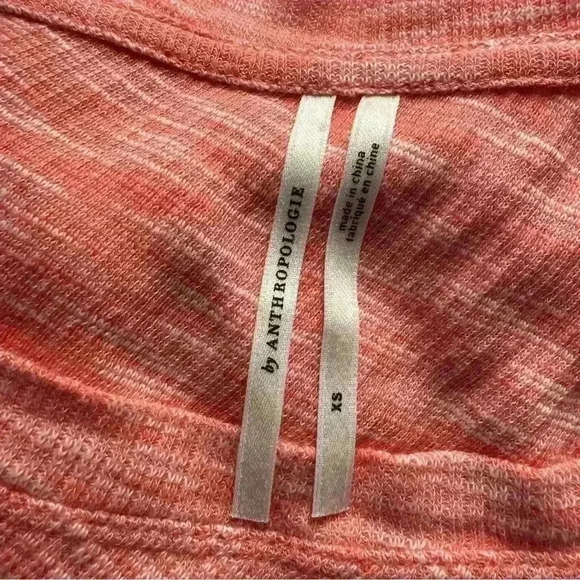 by ANTHROPOLOGIE
made in china
fabriqué en chine
XS